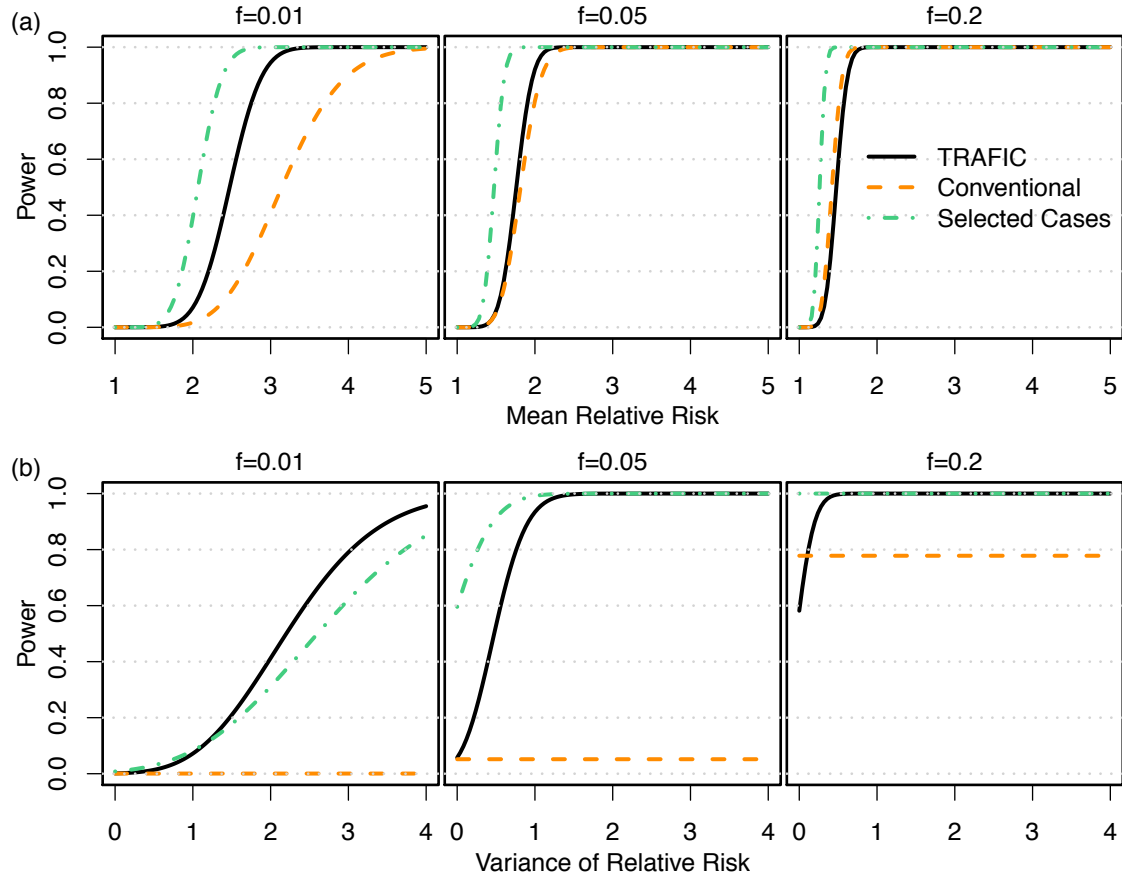 (a)
f=0.01 f=0.05 f=0.2
Power
0.0 0.2 0.4 0.6 0.8 1.0
TRAFIC
Conventional
Selected Cases
1 2 3 4 5 1 2 3 4 5 1 2 3 4 5
Mean Relative Risk
(b)
f=0.01 f=0.05 f=0.2
Power
0.0 0.2 0.4 0.6 0.8 1.0
0 1 2 3 4 0 1 2 3 4 0 1 2 3 4
Variance of Relative Risk